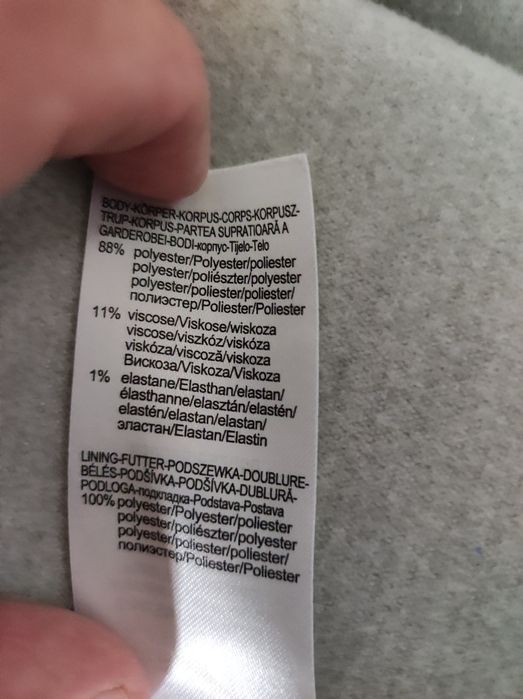 BODY-KÖRPER-KORPUS-CORPS-KORPUSZ-
TRUP-KORPUS-PARTEA SUPRATIOARĂ A
GARDEROBEI-BODI-корпус-Tijelo-Telo
88% polyester/Polyester/poliester
polyester/poliészter/polyester
polyester/poliester/poliester/
полиэстер/Poliester/Poliester
11% viscose/Viskose/wiskoza
viscose/viszkóz/viskóza
viskóza/viscoză/viskoza
Вискоза/Viskoza/Viskoza
1% elastane/Elasthan/elastan/
élasthanne/elasztán/elastén/
elastén/elastan/elastan/
эластан/Elastan/Elastin
LINING-FUTTER-PODSZEWKA-DOUBLURE-
BÉLÉS-PODŠÍVKA-PODŠÍVKA-DUBLURĂ-
PODLOGA-подкладка-Podstava-Postava
100% polyester/Polyester/poliester
polyester/poliészter/polyester
polyester/poliester/poliester/
полиэстер/Poliester/Poliester